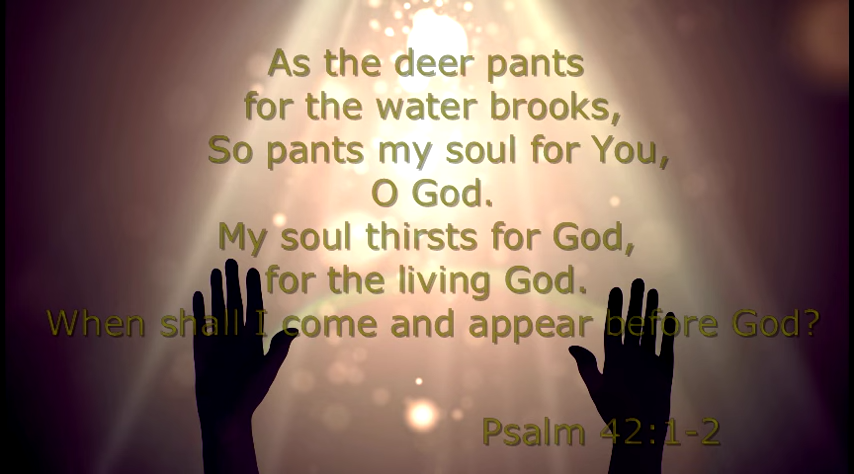 As the deer pants
for the water brooks,
So pants my soul for You,
O God.
My soul thirsts for God,
for the living God.
When shall I come and appear before God?
Psalm 42:1-2